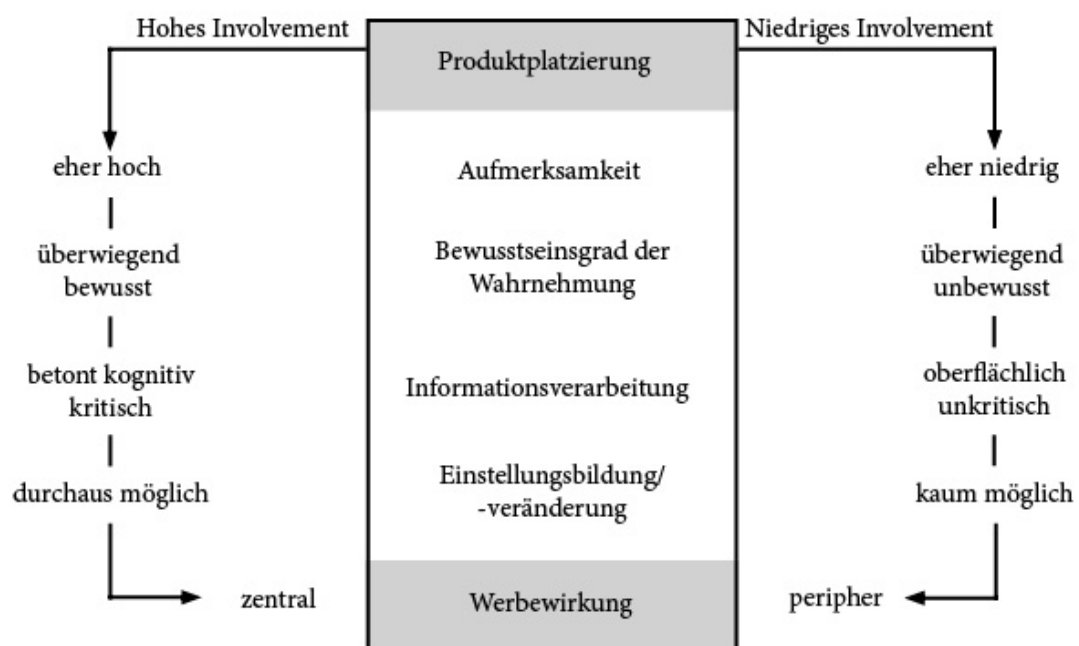 Hohes Involvement
Produktplatzierung
Niedriges Involvement
eher hoch
Aufmerksamkeit
eher niedrig
überwiegend
bewusst
Bewusstseinsgrad der
Wahrnehmung
überwiegend
unbewusst
betont kognitiv
kritisch
Informationsverarbeitung
oberflächlich
unkritisch
durchaus möglich
Einstellungsbildung/
-veränderung
kaum möglich
zentral
Werbewirkung
peripher